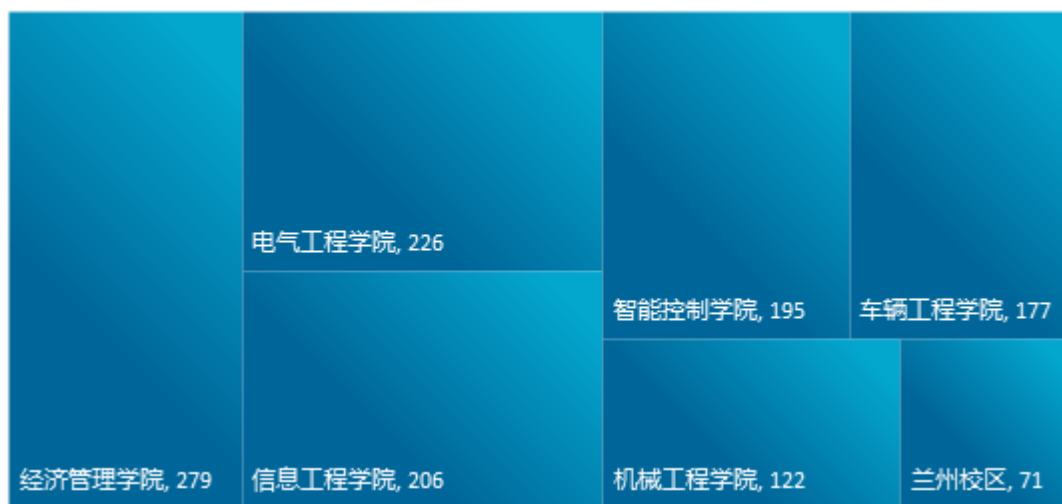 电气工程学院, 226
智能控制学院, 195
车辆工程学院, 177
经济管理学院, 279
信息工程学院, 206
机械工程学院, 122
兰州校区, 71